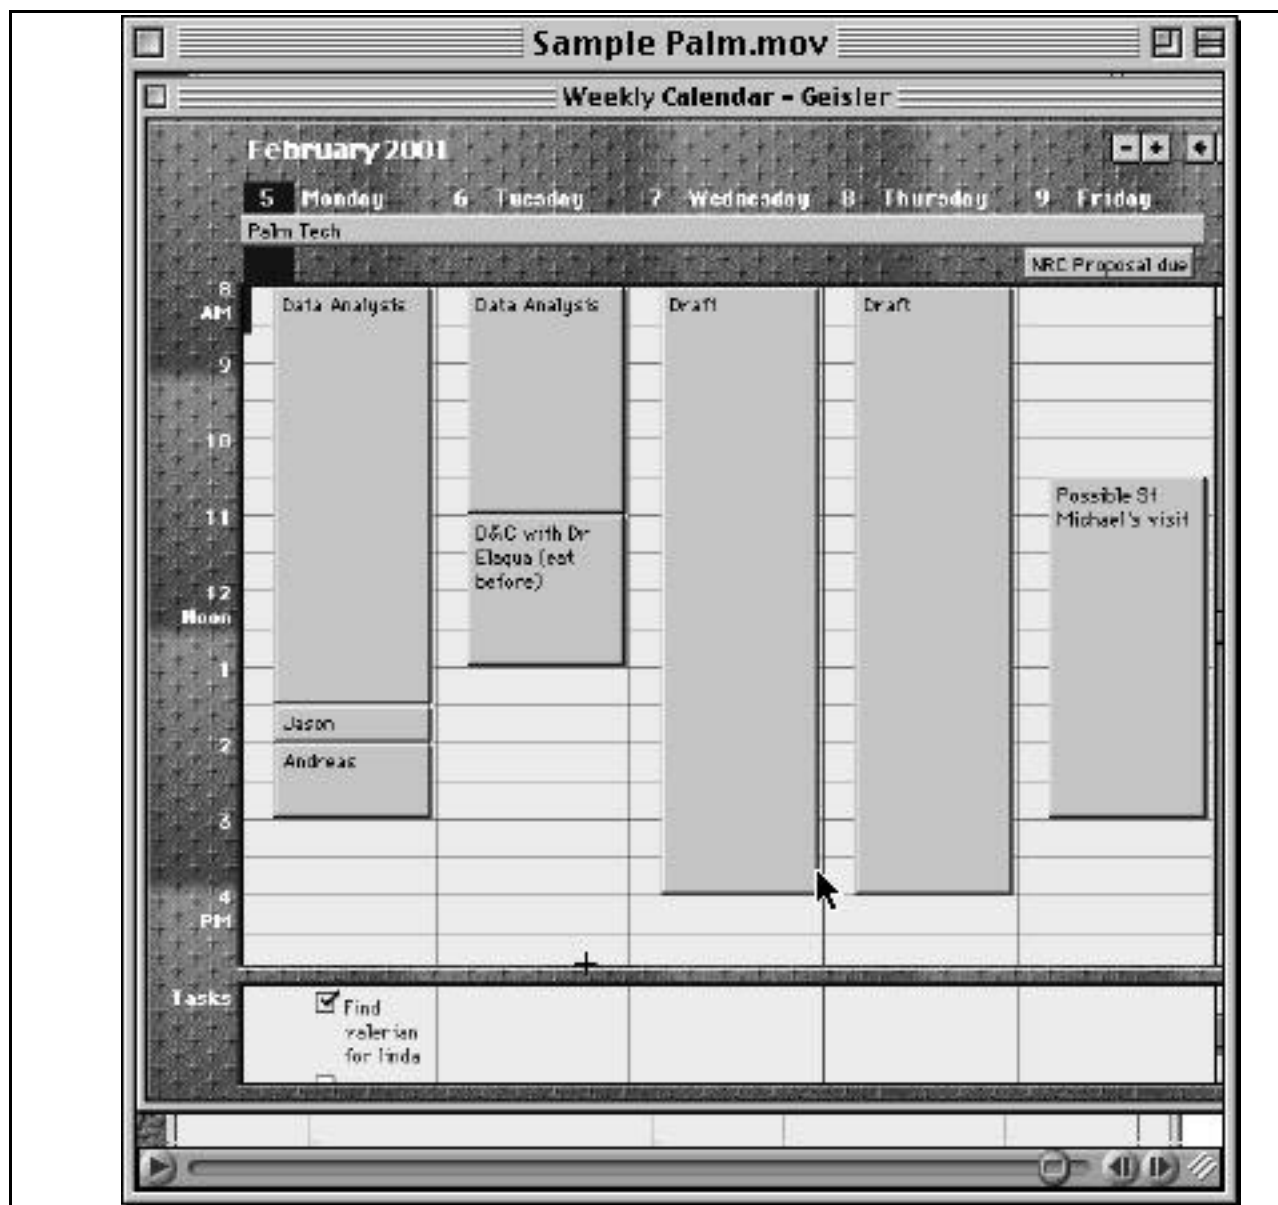 Sample Palm.mov
Weekly Calendar - Geisler
February 2001
5 Monday 6 Tuesday 7 Wednesday 8 Thursday 9 Friday
Palm Tech
NRC Proposal due
8
AM
9
10
11
12
Noon
1
2
3
4
PM
Data Analysis
Jason
Andreas
Data Analysis
D&C with Dr
Elaqua (eat
before)
Draft
Draft
Possible St
Michael's visit
Tasks
Find
valerian
for linda